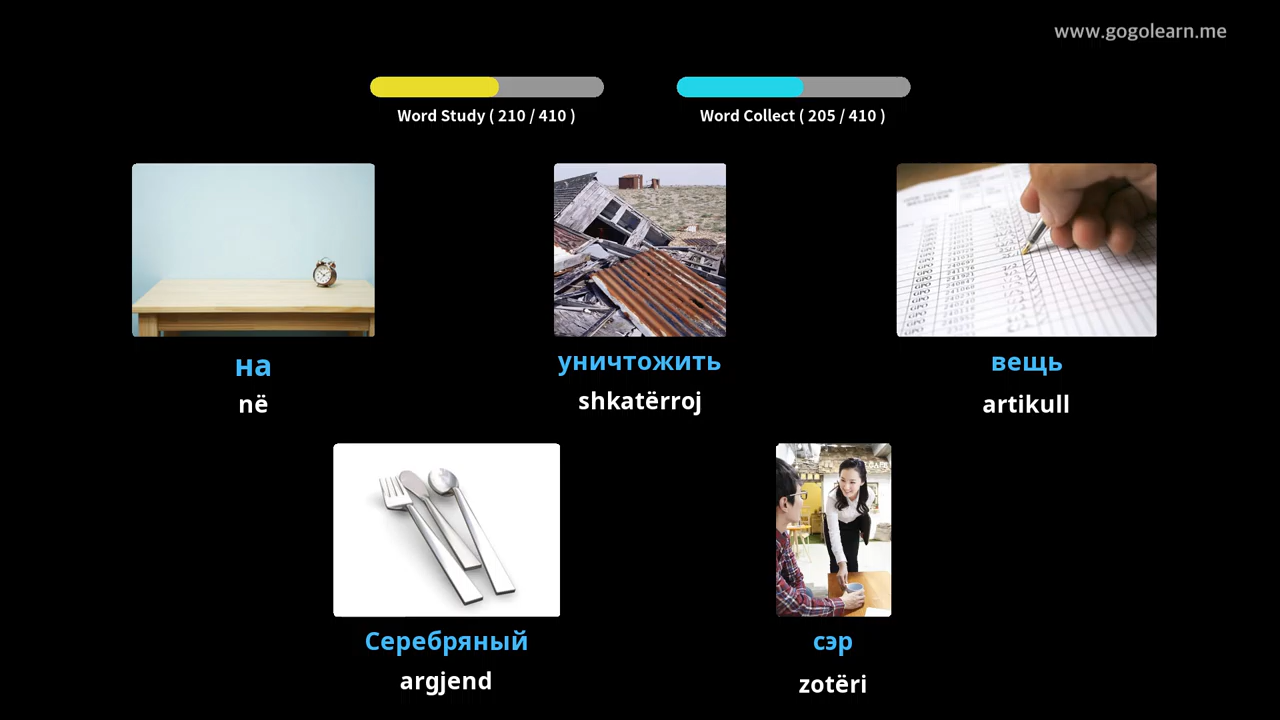 www.gogolearn.me
Word Study ( 210 / 410 )
Word Collect ( 205 / 410 )
на
në
уничтожить
shkatërroj
вещь
artikull
Серебряный
argjend
сэр
zotëri